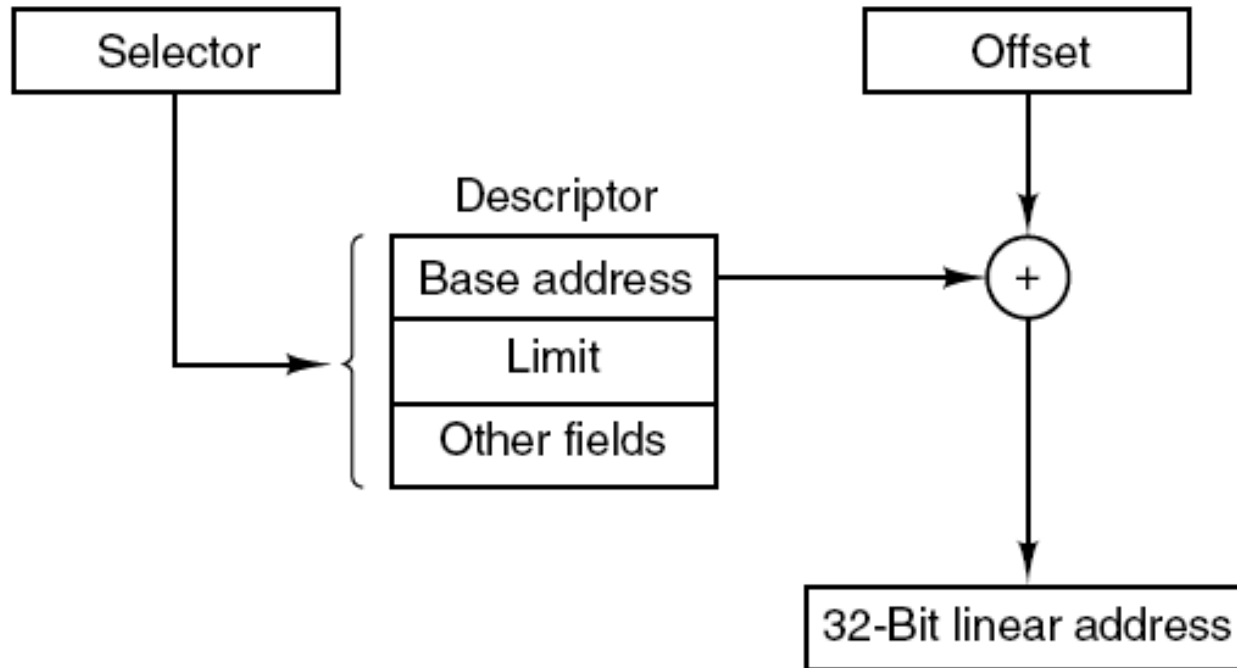 Selector
Offset
Descriptor
Base address
+
Limit
Other fields
32-Bit linear address